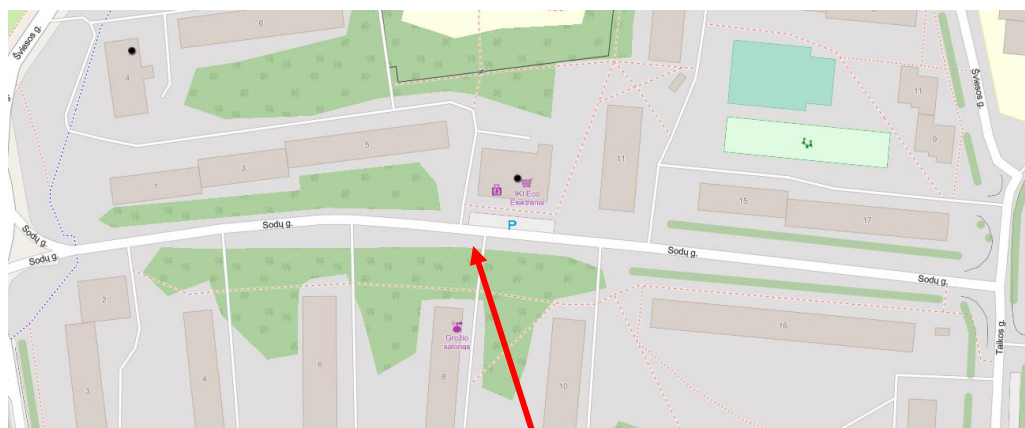 Šviesos g.
6
4
Šviesos g.
11
9
5
3
1
11
IKI Eco
Elektrėnai
15
17
P
Sodų g.
Sodų g.
Sodų g.
Sodų g.
Sodų g.
2
16
Grožio
salonas
Taikos g.
3
4
6
8
10